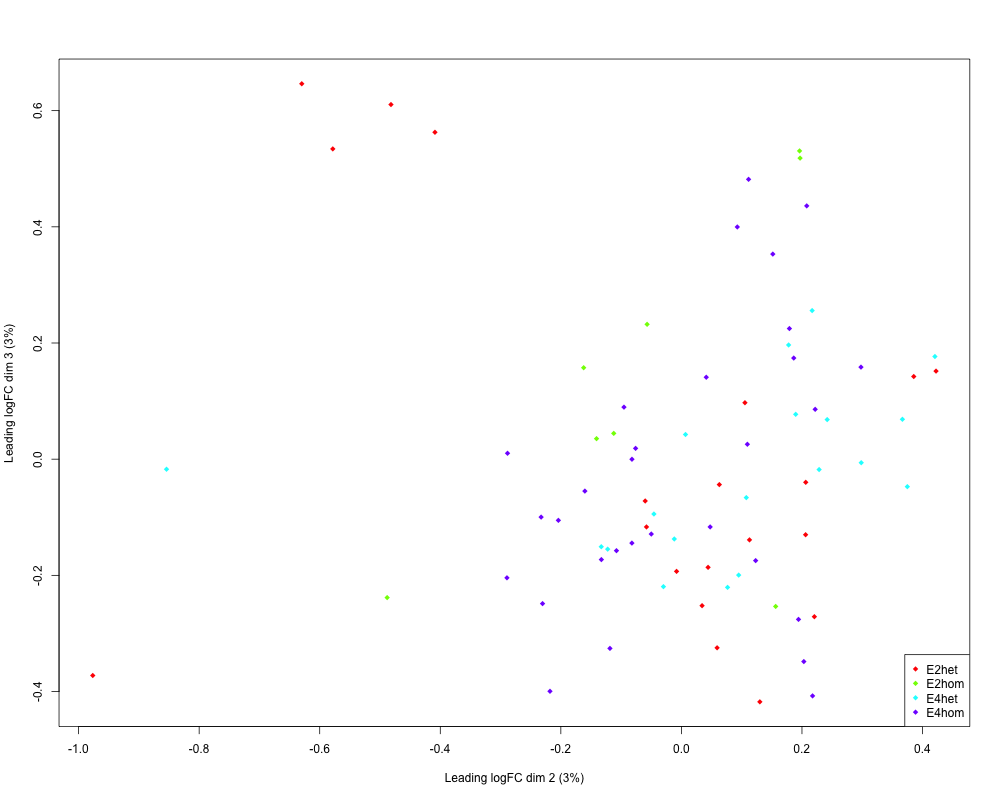 0.6
0.4
0.2
0.0
-0.2
-0.4
Leading logFC dim 3 (3%)
-1.0 -0.8 -0.6 -0.4 -0.2 0.0 0.2 0.4
Leading logFC dim 2 (3%)
E2het
E2hom
E4het
E4hom